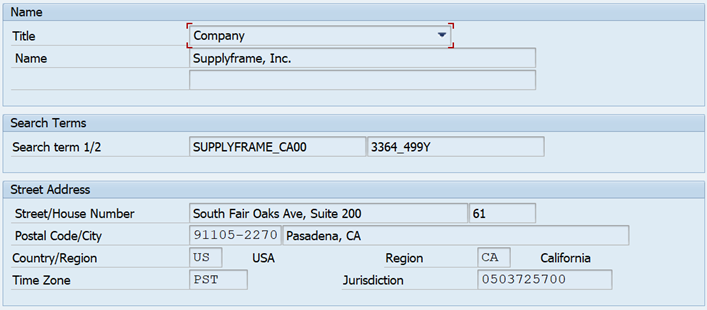 Name
Title Company
Name Supplyframe, Inc.
Search Terms
Search term 1/2 SUPPLYFRAME_CA00 3364_499Y
Street Address
Street/House Number South Fair Oaks Ave, Suite 200 61
Postal Code/City 91105-2270 Pasadena, CA
Country/Region US USA Region CA California
Time Zone PST Jurisdiction 0503725700